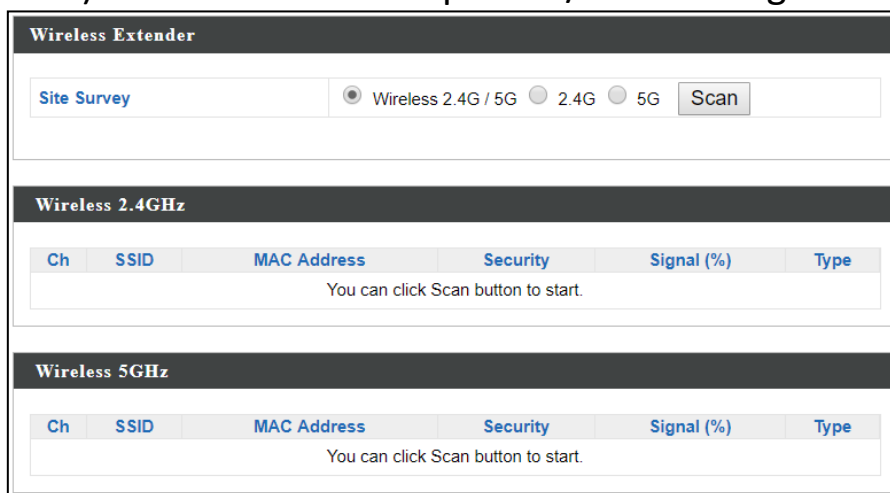 Wireless Extender
Site Survey Wireless 2.4G / 5G 2.4G 5G Scan
Wireless 2.4GHz
Ch SSID MAC Address Security Signal (%) Type
You can click Scan button to start.
Wireless 5GHz
Ch SSID MAC Address Security Signal (%) Type
You can click Scan button to start.